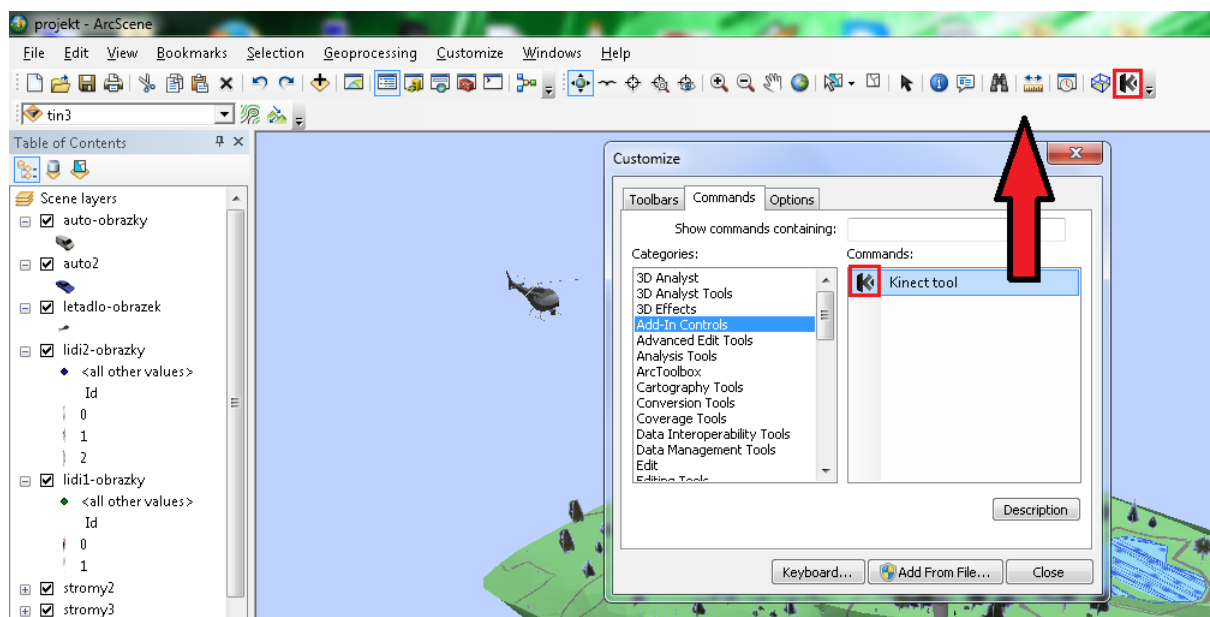 projekt - ArcScene
File Edit View Bookmarks Selection Geoprocessing Customize Windows Help
tin3
Table of Contents
Scene layers
auto-obrazky
auto2
letadlo-obrazek
lidi2-obrazky
<all other values>
Id
0
1
2
lidi1-obrazky
<all other values>
Id
0
1
stromy2
stromy3
Customize
Toolbars Commands Options
Show commands containing:
Categories:
3D Analyst
3D Analyst Tools
3D Effects
Add-In Controls
Advanced Edit Tools
Analysis Tools
ArcToolbox
Cartography Tools
Conversion Tools
Coverage Tools
Data Interoperability Tools
Data Management Tools
Edit
Editing Tools
Commands:
Kinect tool
Description
Keyboard... Add From File... Close